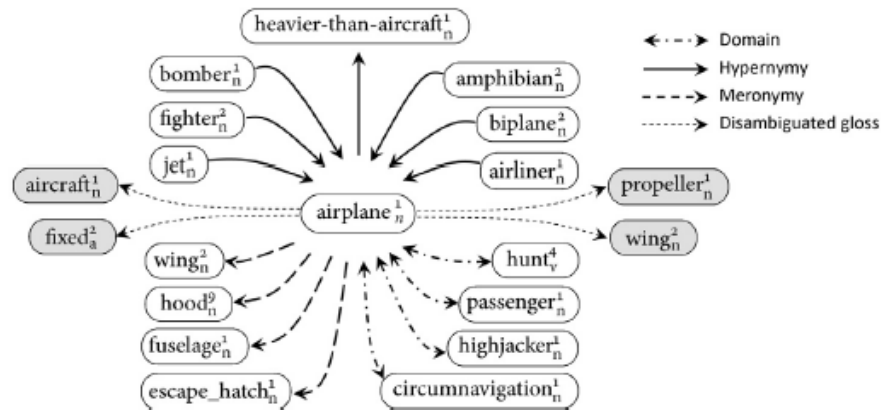 heavier-than-aircraft¹ₙ
bomber¹ₙ
amphibian²ₙ
fighter²ₙ
biplane²ₙ
jet¹ₙ
airliner¹ₙ
Domain
Hypernymy
Meronymy
Disambiguated gloss
aircraft¹ₙ
propeller¹ₙ
airplane¹ₙ
fixed²ₐ
wing²ₙ
wing²ₙ
hunt⁴ᵥ
hood⁹ₙ
passenger¹ₙ
fuselage¹ₙ
highjacker¹ₙ
escape_hatch¹ₙ
circumnavigation¹ₙ